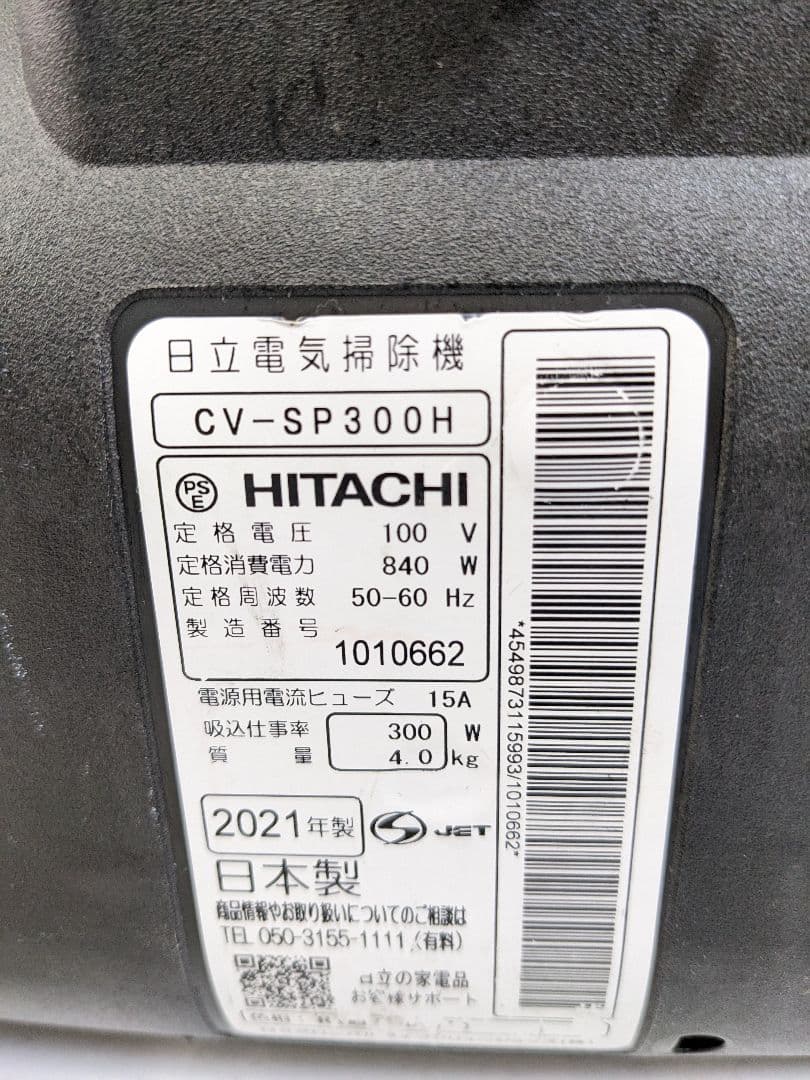 日立電気掃除機
CV-SP300H
PS E HITACHI
定格電圧 100 V
定格消費電力 840 W
定格周波数 50-60 Hz
製造番号
1010662
電源用電流ヒューズ 15A
吸込仕事率 300 W
質量 4.0 kg
2021年製 JET
日本製
商品情報やお取り扱いについてのご相談は
TEL 050-3155-1111 (有料)
日立の家電品
お客様サポート
*4549873115993/1010662*